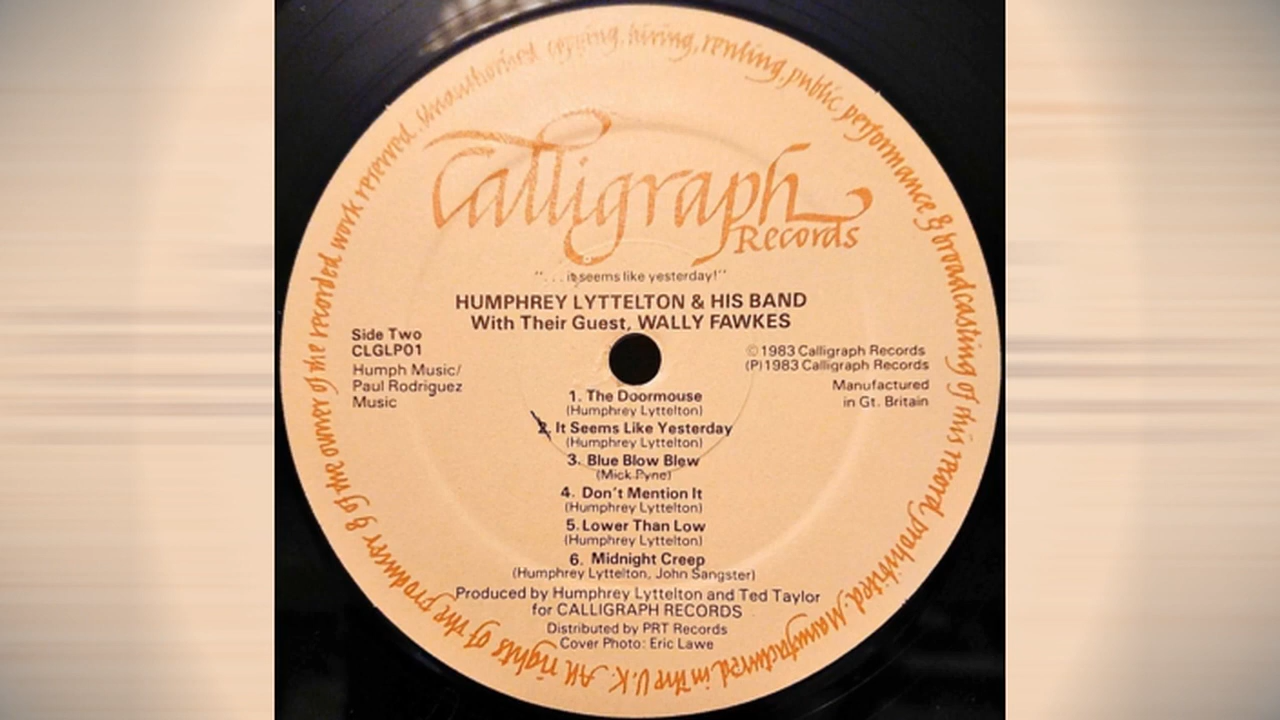 Calligraph
Records
"...it seems like yesterday!"
HUMPHREY LYTTELTON & HIS BAND
With Their Guest, WALLY FAWKES
Side Two
CLGLP01
Humph Music/
Paul Rodriguez
Music
©1983 Calligraph Records
(P)1983 Calligraph Records
Manufactured
in Gt. Britain
1. The Doormouse
(Humphrey Lyttelton)
2. It Seems Like Yesterday
(Humphrey Lyttelton)
3. Blue Blow Blew
(Mick Pyne)
4. Don't Mention It
(Humphrey Lyttelton)
5. Lower Than Low
(Humphrey Lyttelton)
6. Midnight Creep
(Humphrey Lyttelton, John Sangster)
Produced by Humphrey Lyttelton and Ted Taylor
for CALLIGRAPH RECORDS
Distributed by PRT Records
Cover Photo: Eric Lawe
All rights of the producer & of the owner of the recorded work reserved. Unauthorised copying, hiring, renting, public performance & broadcasting of this record prohibited. Manufactured in the U.K.